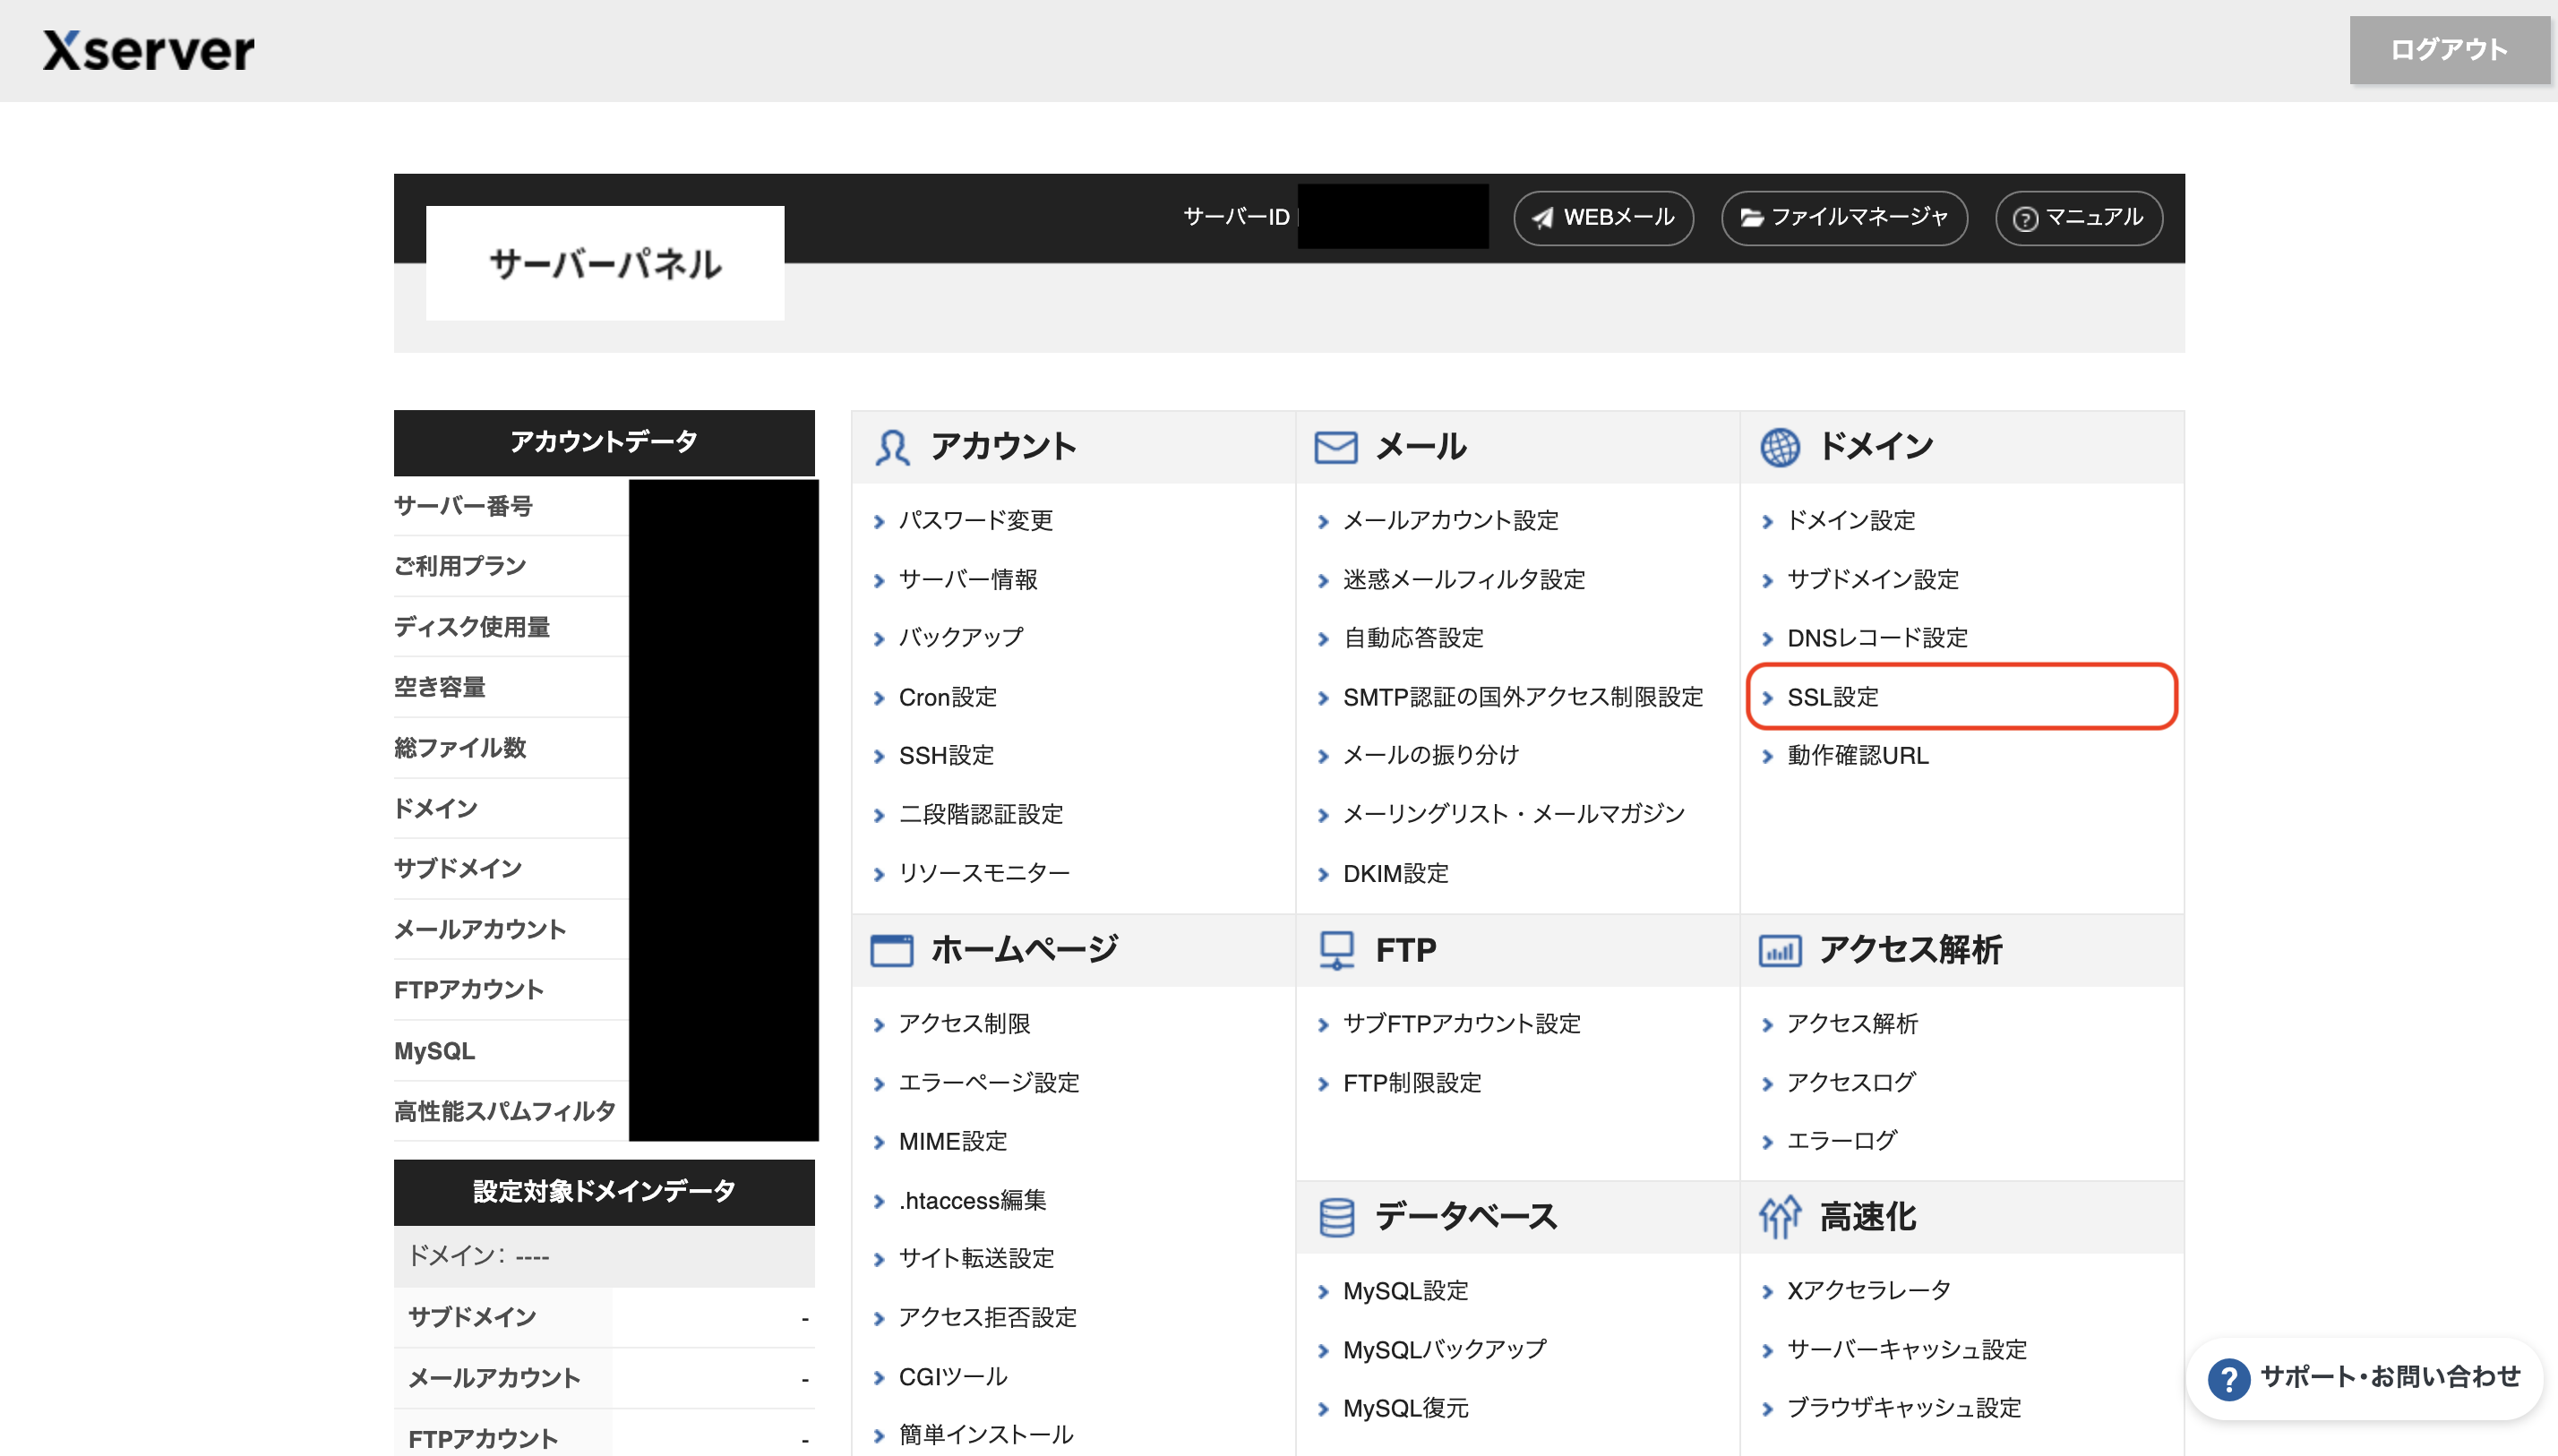 Xserver
ログアウト
サーバーパネル
サーバーID
WEBメール
ファイルマネージャ
マニュアル
アカウントデータ
サーバー番号
ご利用プラン
ディスク使用量
空き容量
総ファイル数
ドメイン
サブドメイン
メールアカウント
FTPアカウント
MySQL
高性能スパムフィルタ
設定対象ドメインデータ
ドメイン: ----
サブドメイン -
メールアカウント -
FTPアカウント -
アカウント
パスワード変更
サーバー情報
バックアップ
Cron設定
SSH設定
二段階認証設定
リソースモニター
メール
メールアカウント設定
迷惑メールフィルタ設定
自動応答設定
SMTP認証の国外アクセス制限設定
メールの振り分け
メーリングリスト・メールマガジン
DKIM設定
ドメイン
ドメイン設定
サブドメイン設定
DNSレコード設定
SSL設定
動作確認URL
ホームページ
アクセス制限
エラーページ設定
MIME設定
.htaccess編集
サイト転送設定
アクセス拒否設定
CGIツール
簡単インストール
FTP
サブFTPアカウント設定
FTP制限設定
データベース
MySQL設定
MySQLバックアップ
MySQL復元
アクセス解析
アクセス解析
アクセスログ
エラーログ
高速化
Xアクセラレータ
サーバーキャッシュ設定
ブラウザキャッシュ設定
サポート・お問い合わせ